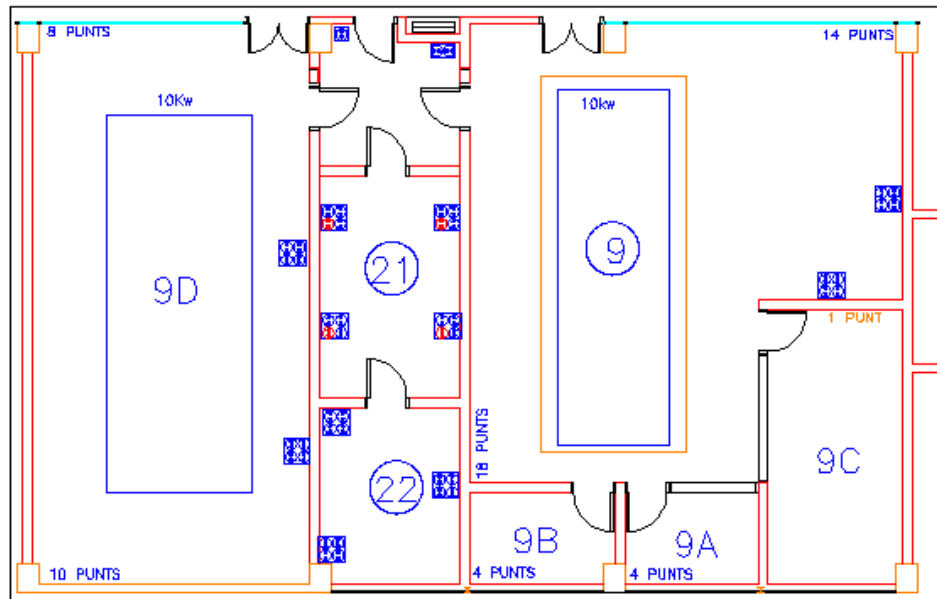 8 PUNTS
14 PUNTS
10Kw
10kw
9
21
9D
1 PUNT
18 PUNTS
9C
22
9B
9A
10 PUNTS
4 PUNTS
4 PUNTS